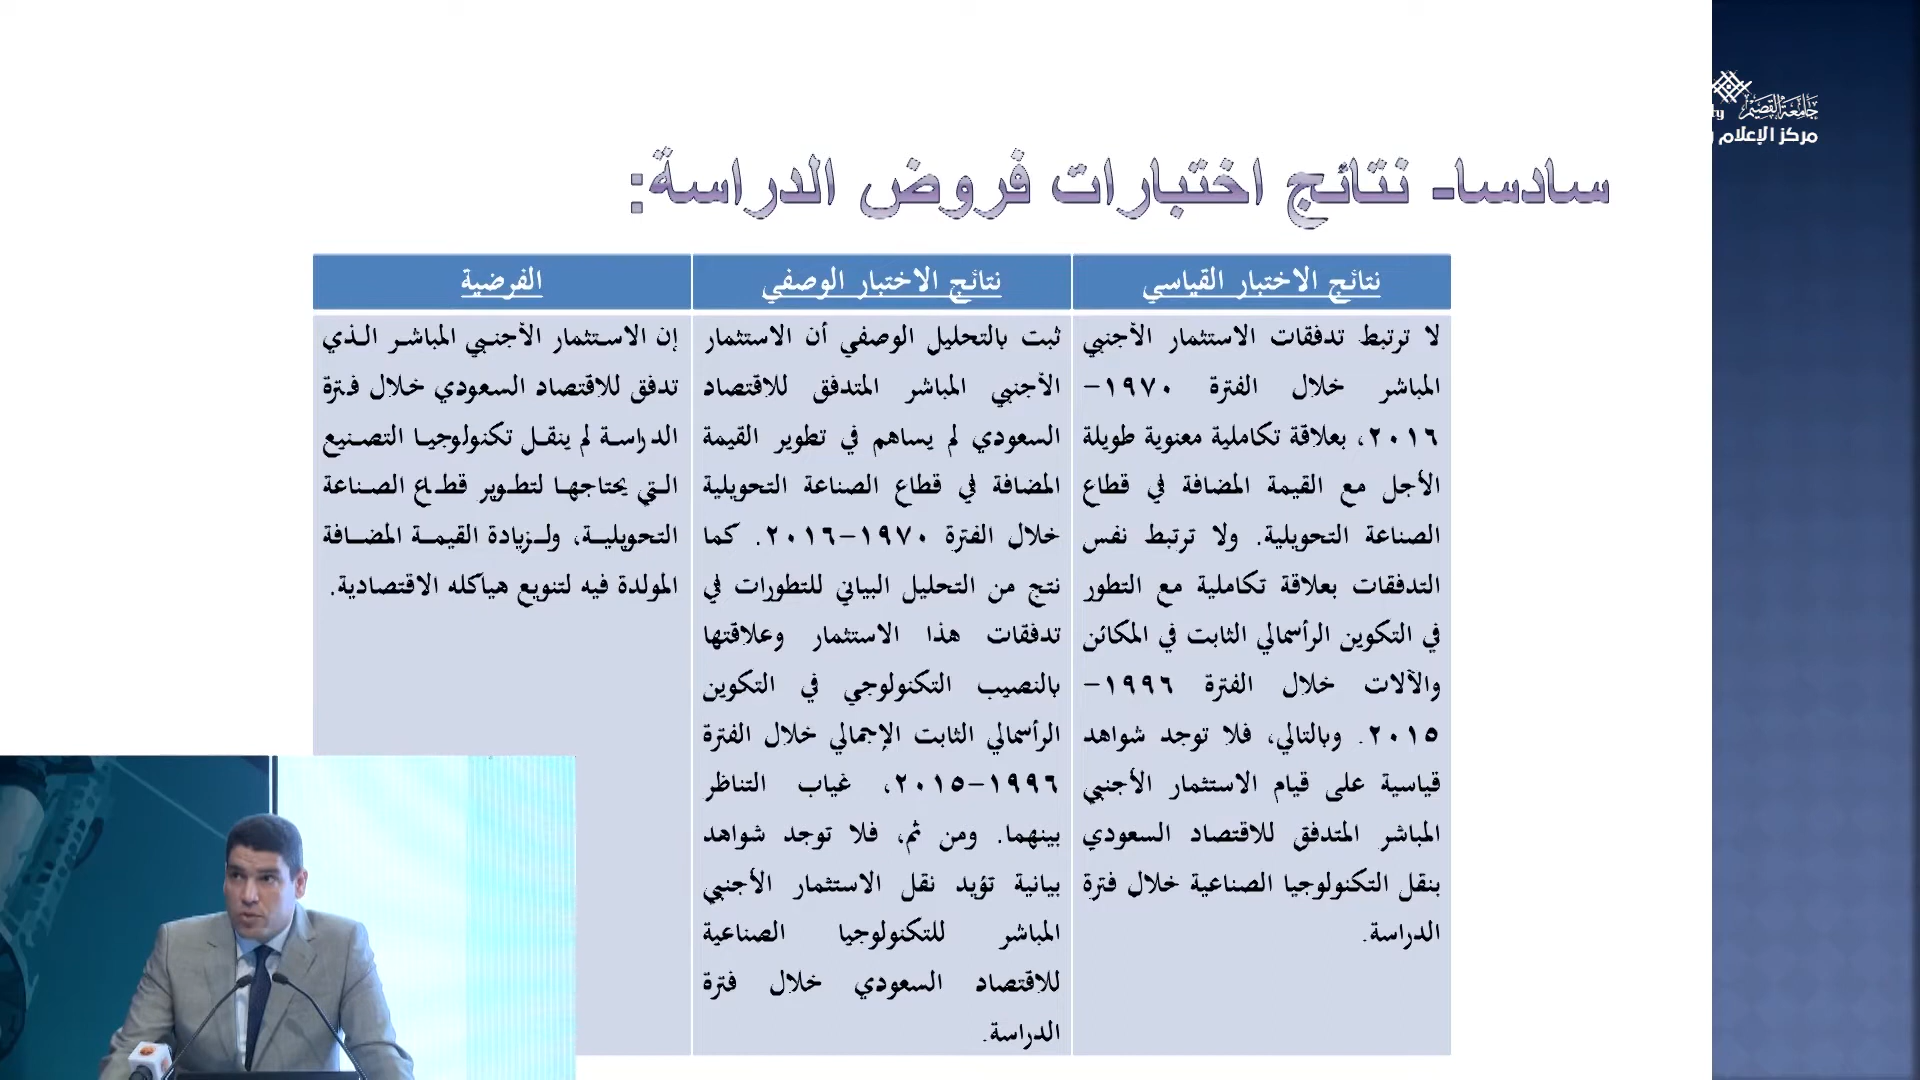 جامعة القصيم
ty
مركز الإعلام
سادسا- نتائج اختبارات فروض الدراسة:
نتائج الاختبار القياسي
لا ترتبط تدفقات الاستثمار الأجنبي
المباشر خلال الفترة ١٩٧٠-
٢٠١٦، بعلاقة تكاملية معنوية طويلة
الأجل مع القيمة المضافة في قطاع
الصناعة التحويلية. ولا ترتبط نفس
التدفقات بعلاقة تكاملية مع التطور
في التكوين الرأسمالي الثابت في المكائن
والآلات خلال الفترة ١٩٩٦-
٢٠١٥. وبالتالي، فلا توجد شواهد
قياسية على قيام الاستثمار الأجنبي
المباشر المتدفق للاقتصاد السعودي
بنقل التكنولوجيا الصناعية خلال فترة
الدراسة.
نتائج الاختبار الوصفي
ثبت بالتحليل الوصفي أن الاستثمار
الأجنبي المباشر المتدفق للاقتصاد
السعودي لم يساهم في تطوير القيمة
المضافة في قطاع الصناعة التحويلية
خلال الفترة ١٩٧٠-٢٠١٦. كما
نتج من التحليل البياني للتطورات في
تدفقات هذا الاستثمار وعلاقتها
بالنصيب التكنولوجي في التكوين
الرأسمالي الثابت الإجمالي خلال الفترة
١٩٩٦-٢٠١٥، غياب التناظر
بينهما. ومن ثم، فلا توجد شواهد
بيانية تؤيد نقل الاستثمار الأجنبي
المباشر للتكنولوجيا الصناعية
للاقتصاد السعودي خلال فترة
الدراسة.
الفرضية
إن الاستثمار الأجنبي المباشر الذي
تدفق للاقتصاد السعودي خلال فترة
الدراسة لم ينقل تكنولوجيا التصنيع
التي يحتاجها لتطوير قطاع الصناعة
التحويلية، ولزيادة القيمة المضافة
المولدة فيه لتنويع هياكله الاقتصادية.